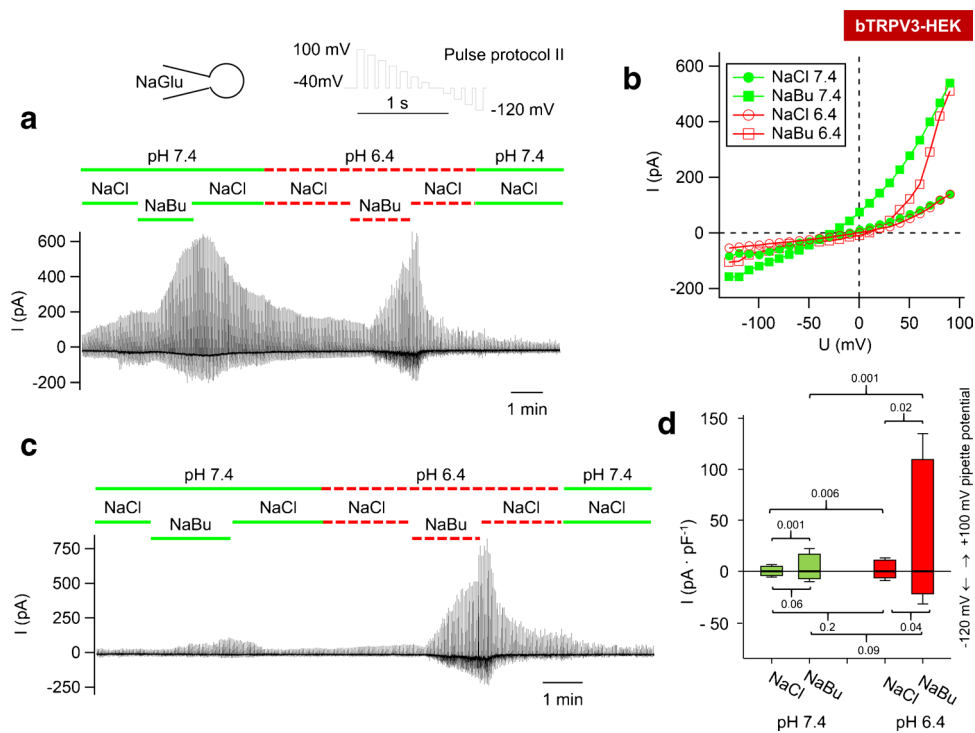 bTRPV3-HEK
NaGlu
100 mV
-40mV
1 s
Pulse protocol II
-120 mV
a
pH 7.4 pH 6.4 pH 7.4
NaCl NaCl NaCl NaCl NaCl
NaBu NaBu
I (pA)
600
400
200
0
-200
1 min
b
I (pA)
600
400
200
0
-200
NaCl 7.4
NaBu 7.4
NaCl 6.4
NaBu 6.4
-100 -50 0 50 100
U (mV)
c
pH 7.4 pH 6.4 pH 7.4
NaCl NaCl NaCl NaCl NaCl
NaBu NaBu
I (pA)
750
500
250
0
-250
1 min
d
I (pA · pF⁻¹)
150
100
50
0
- 50
0.001
0.02
0.006
0.001
0.06
0.2
0.04
0.09
NaCl NaBu NaCl NaBu
pH 7.4 pH 6.4
-120 mV ← → +100 mV pipette potential